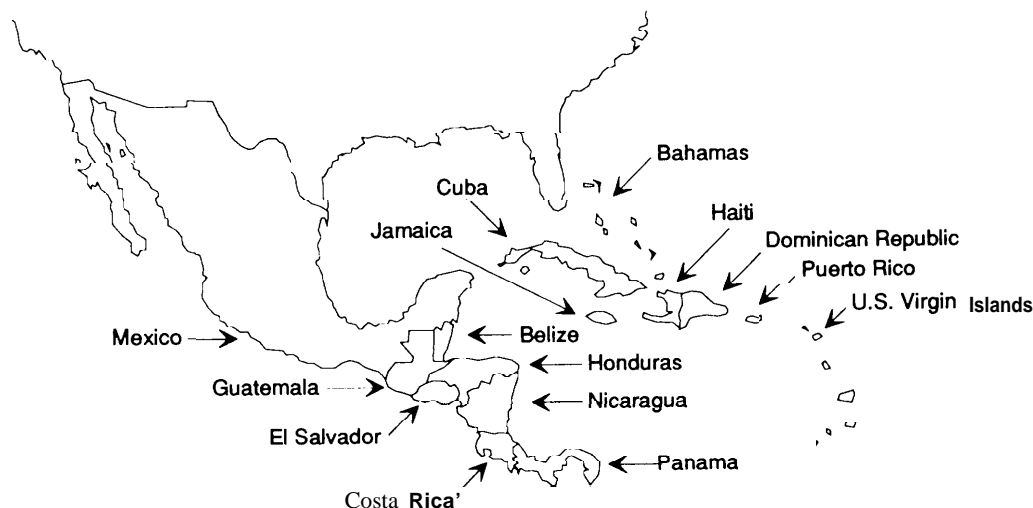 Bahamas
Cuba
Haiti
Jamaica
Dominican Republic
Puerto Rico
U.S. Virgin Islands
Mexico
Belize
Honduras
Guatemala
Nicaragua
El Salvador
Panama
Costa Rica'